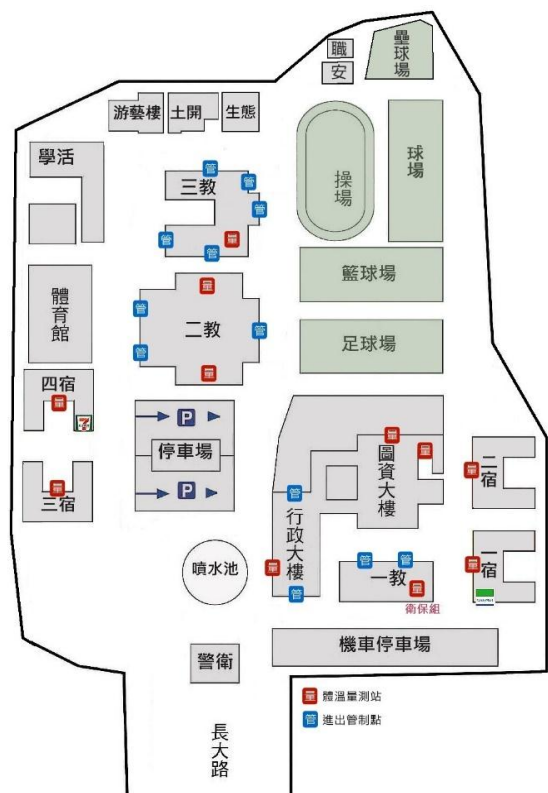 職
安
壘球場
游藝樓
土開
生態
學活
三教
操場
球場
管
管
管
管
管
量
籃球場
體育館
量
二教
管
管
管
量
足球場
四宿
量
7
P
停車場
P
量
三宿
量
量
圖資大樓
管
行政大樓
量
管
二宿
量
噴水池
管
管
一教
量
衛保組
一宿
量
機車停車場
警衛
量 體溫量測站
管 進出管制點
長大路